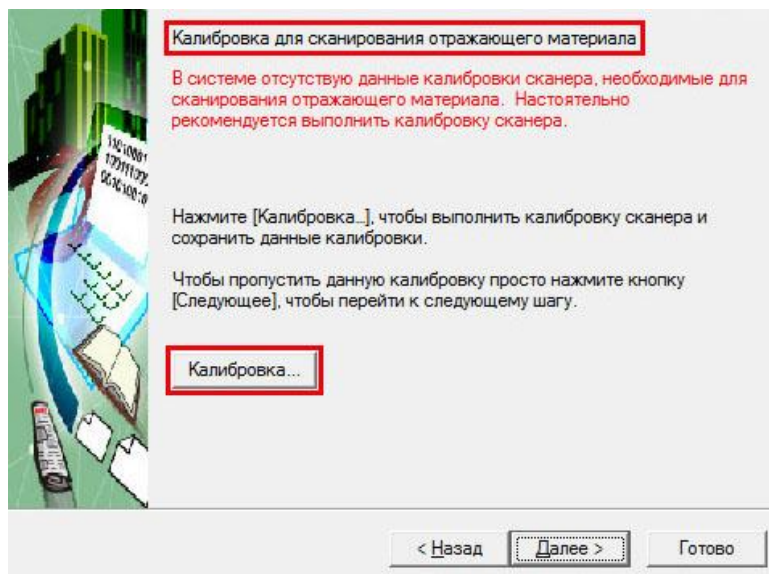 Калибровка для сканирования отражающего материала
В системе отсутствую данные калибровки сканера, необходимые для
сканирования отражающего материала. Настоятельно
рекомендуется выполнить калибровку сканера.
Нажмите [Калибровка...], чтобы выполнить калибровку сканера и
сохранить данные калибровки.
Чтобы пропустить данную калибровку просто нажмите кнопку
[Следующее], чтобы перейти к следующему шагу.
Калибровка...
< Назад
Далее >
Готово